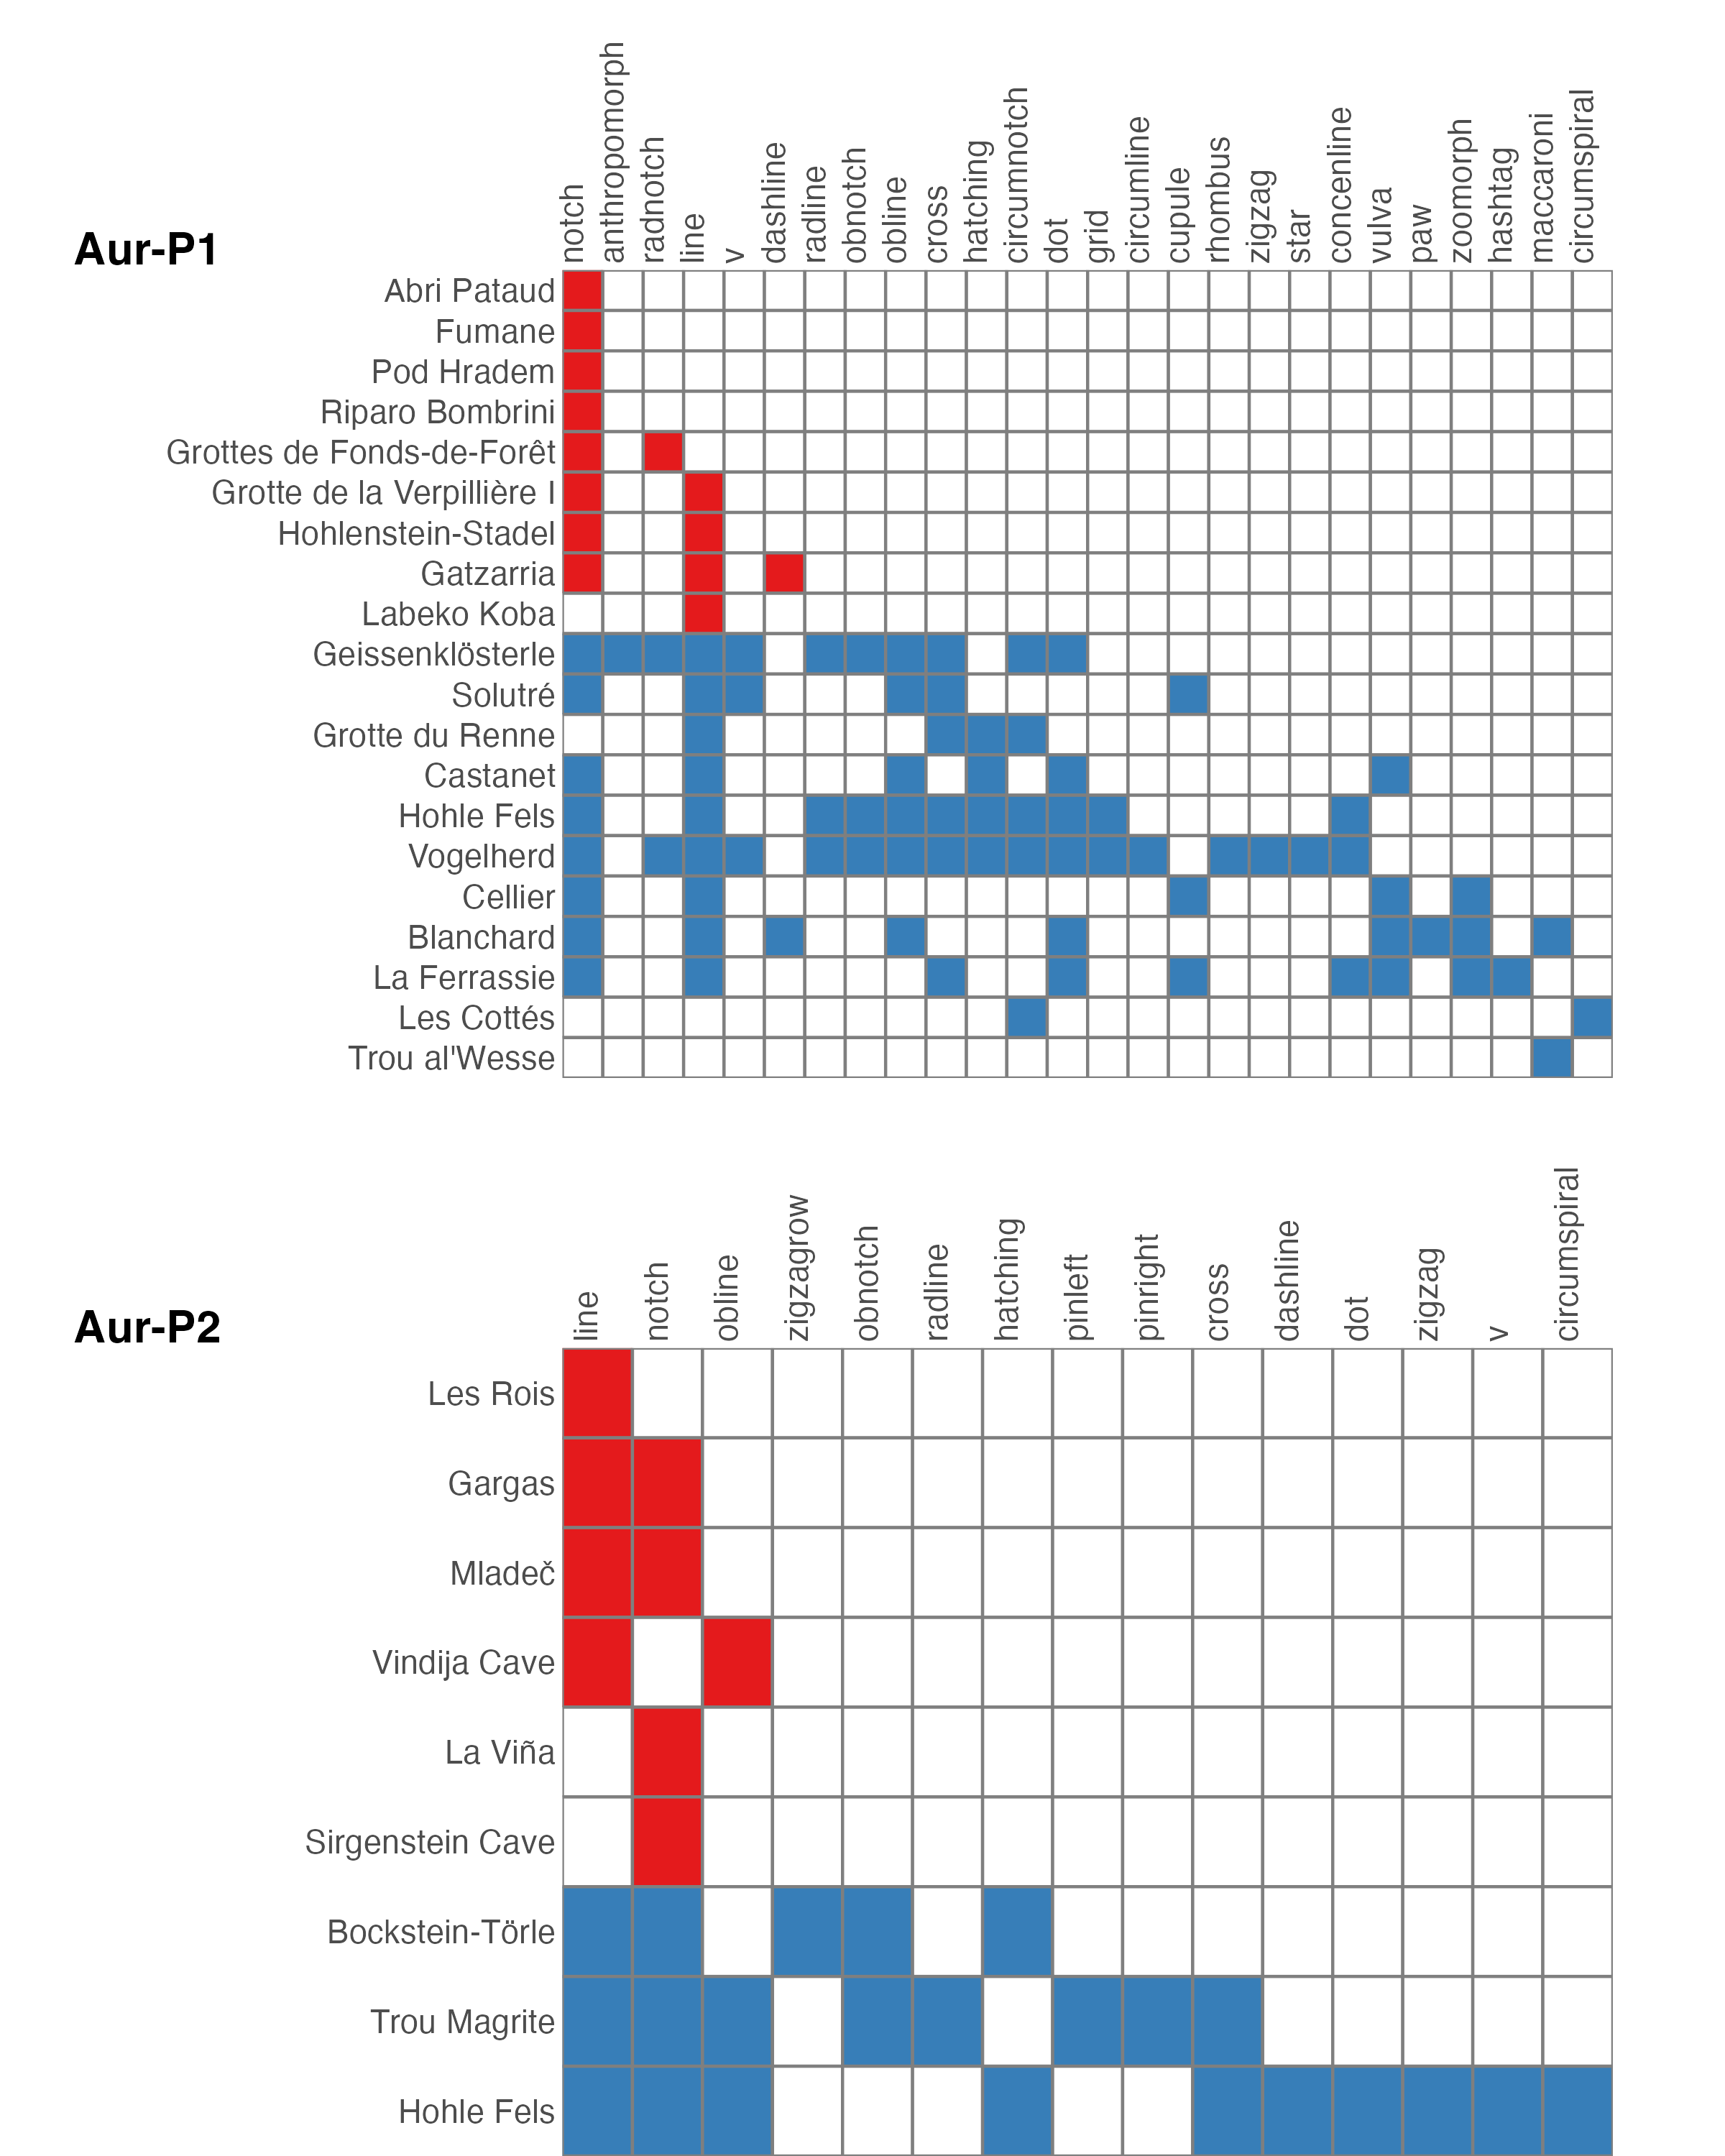 notch
anthropomorph
radnotch
line
v
dashline
radline
obnotch
obline
cross
hatching
circumnotch
dot
grid
circumline
cupule
rhombus
zigzag
star
concenline
vulva
paw
zoomorph
hashtag
maccaroni
circumspiral
Aur-P1
Abri Pataud
Fumane
Pod Hradem
Riparo Bombrini
Grottes de Fonds-de-Forêt
Grotte de la Verpillière I
Hohlenstein-Stadel
Gatzarria
Labeko Koba
Geissenklösterle
Solutré
Grotte du Renne
Castanet
Hohle Fels
Vogelherd
Cellier
Blanchard
La Ferrassie
Les Cottés
Trou al'Wesse
line
notch
obline
zigzagrow
obnotch
radline
hatching
pinleft
pinright
cross
dashline
dot
zigzag
v
circumspiral
Aur-P2
Les Rois
Gargas
Mladeč
Vindija Cave
La Viña
Sirgenstein Cave
Bockstein-Törle
Trou Magrite
Hohle Fels